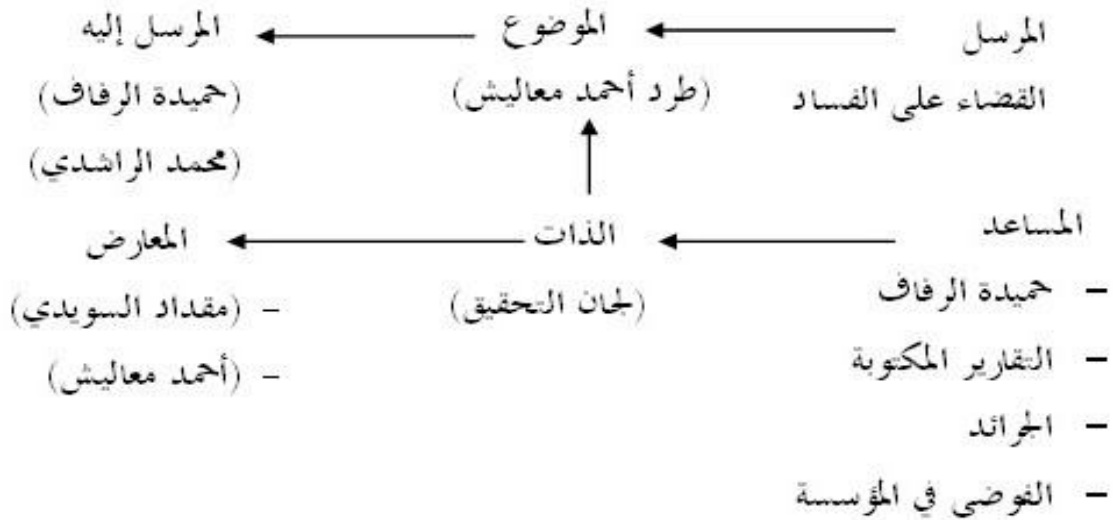 المرسل الموضوع المرسل إليه
القضاء على الفساد (طرد أحمد معاليش) (حميدة الرفاف)
(محمد الراشدي)
المساعد الذات المعارض
– حميدة الرفاف (لجان التحقيق) – (مقداد السويدي)
– التقارير المكتوبة – (أحمد معاليش)
– الجرائد
– الفوضى في المؤسسة